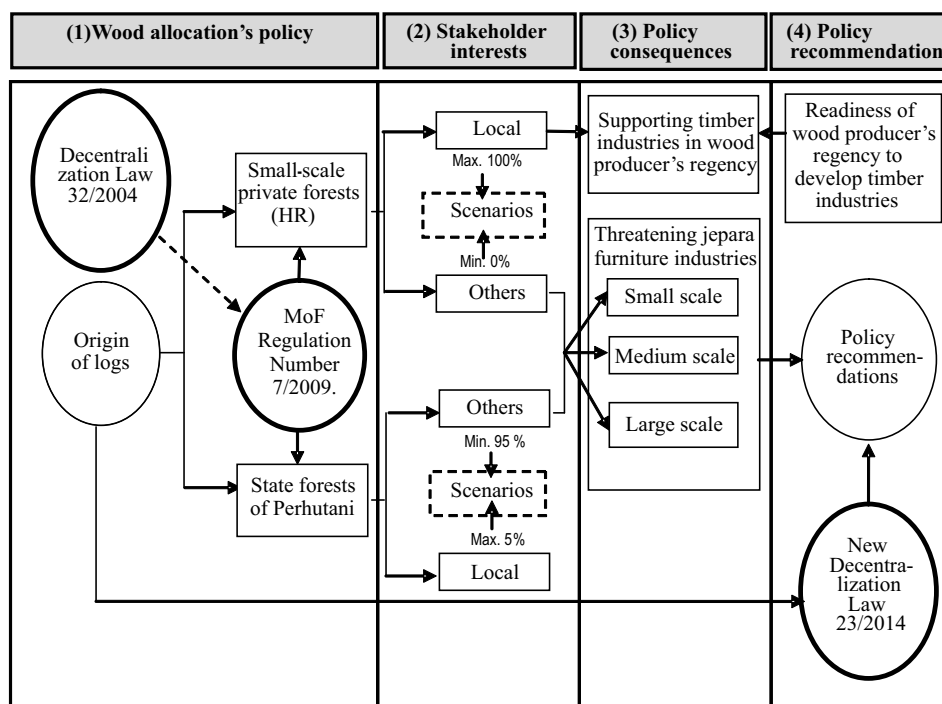 (1)Wood allocation's policy
(2) Stakeholder
interests
(3) Policy
consequences
(4) Policy
recommendation
Decentrali
zation Law
32/2004
Small-scale
private forests
(HR)
Origin
of logs
MoF
Regulation
Number
7/2009.
State forests
of Perhutani
Local
Max. 100%
Scenarios
Min. 0%
Others
Others
Min. 95 %
Scenarios
Max. 5%
Local
Supporting timber
industries in wood
producer's regency
Threatening jepara
furniture industries
Small scale
Medium scale
Large scale
Readiness of
wood producer's
regency to
develop timber
industries
Policy
recommen-
dations
New
Decentra-
lization
Law
23/2014